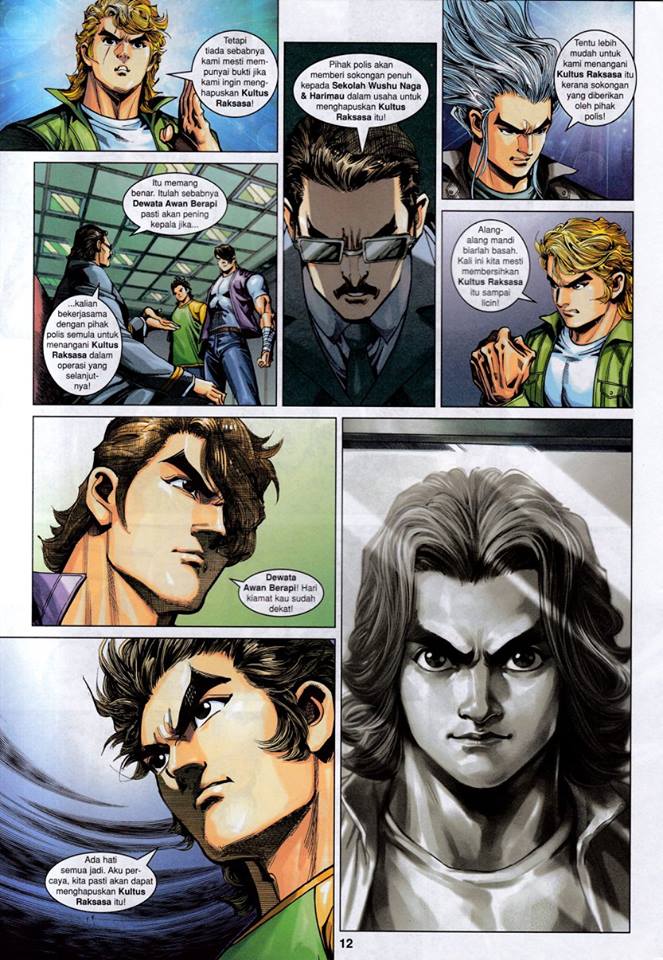 Tetapi
tiada sebabnya
kami mesti mem-
punyai bukti jika
kami ingin meng-
hapuskan Kultus
Raksasa!
Pihak polis akan
memberi sokongan penuh
kepada Sekolah Wushu Naga
& Harimau dalam usaha untuk
menghapuskan Kultus
Rasasa itu!
Tentu lebih
mudah untuk
kami menangani
Kultus Raksasa itu
kerana sokongan
yang diberikan
oleh pihak
polis!
Itu memang
benar. Itulah sebabnya
Dewata Awan Berapi
pasti akan pening
kepala jika...
...kalian
bekerjasama
dengan pihak
polis semula untuk
menangani Kultus
Raksasa dalam
operasi yang
selanjut-
nya!
Alang-
alang mandi
biarlah basah.
Kali ini kita mesti
membersihkan
Kultus Raksasa
itu sampai
licin!
Dewata
Awan Berapi! Hari
kiamat kau sudah
dekat!
Ada hati
semua jadi. Aku per-
caya, kita pasti akan dapat
menghapuskan Kultus
Raksasa itu!
12